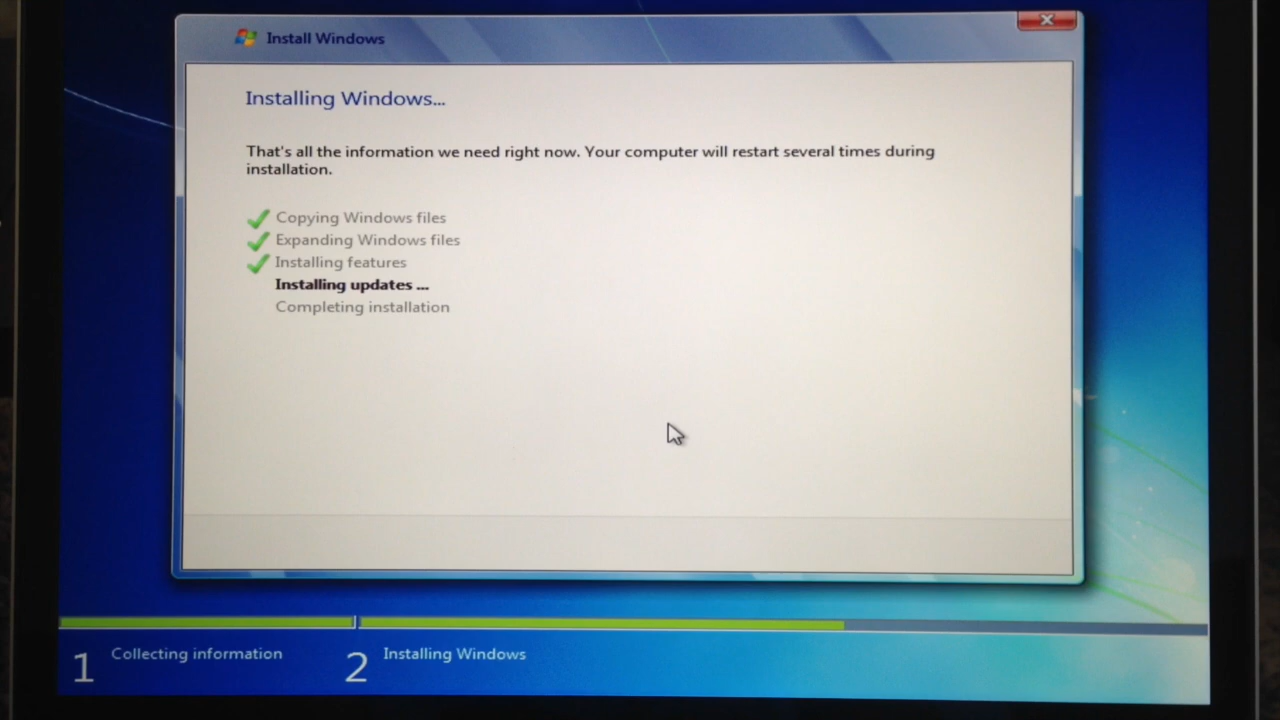 Install Windows
Installing Windows...
That's all the information we need right now. Your computer will restart several times during
installation.
Copying Windows files
Expanding Windows files
Installing features
Installing updates ...
Completing installation
1 Collecting information
2 Installing Windows